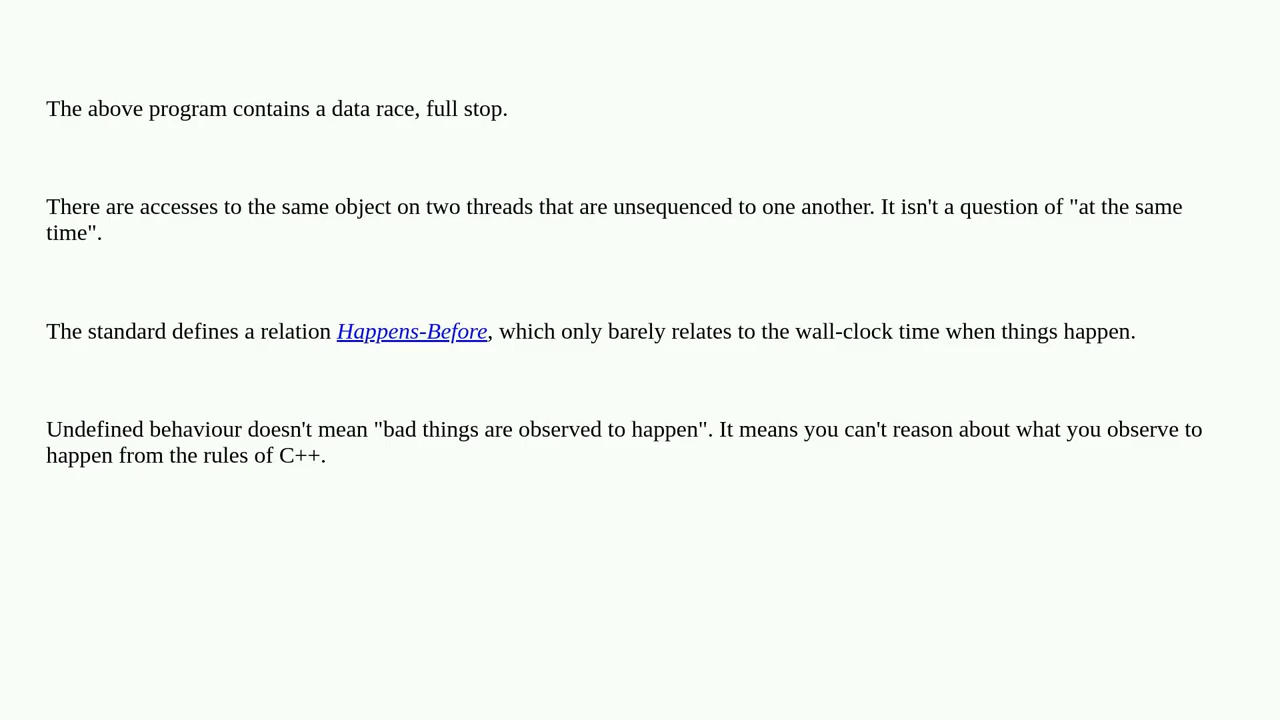 The above program contains a data race, full stop.
There are accesses to the same object on two threads that are unsequenced to one another. It isn't a question of "at the same
time".
The standard defines a relation Happens-Before, which only barely relates to the wall-clock time when things happen.
Undefined behaviour doesn't mean "bad things are observed to happen". It means you can't reason about what you observe to
happen from the rules of C++.